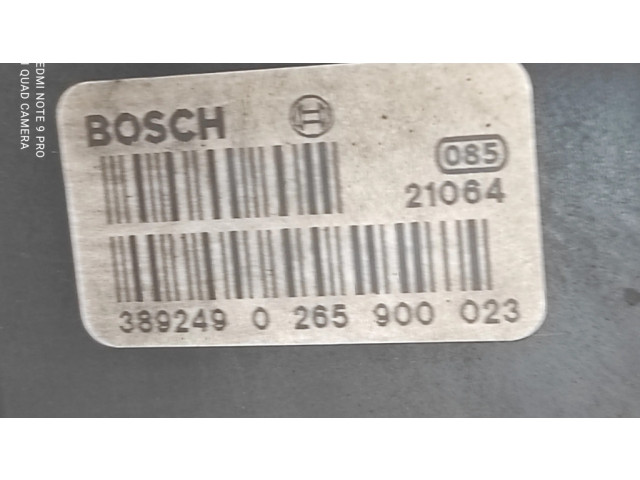 BOSCH
085
21064
389249 0 265 900 023
EDMI NOTE 9 PRO
QUAD CAMERA